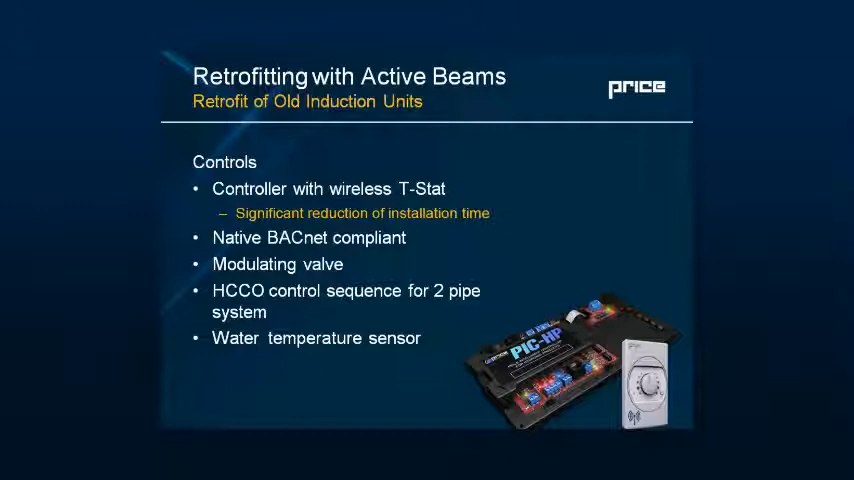 Retrofitting with Active Beams
Retrofit of Old Induction Units
price
Controls
• Controller with wireless T-Stat
– Significant reduction of installation time
• Native BACnet compliant
• Modulating valve
• HCCO control sequence for 2 pipe
system
• Water temperature sensor
PIC-HP